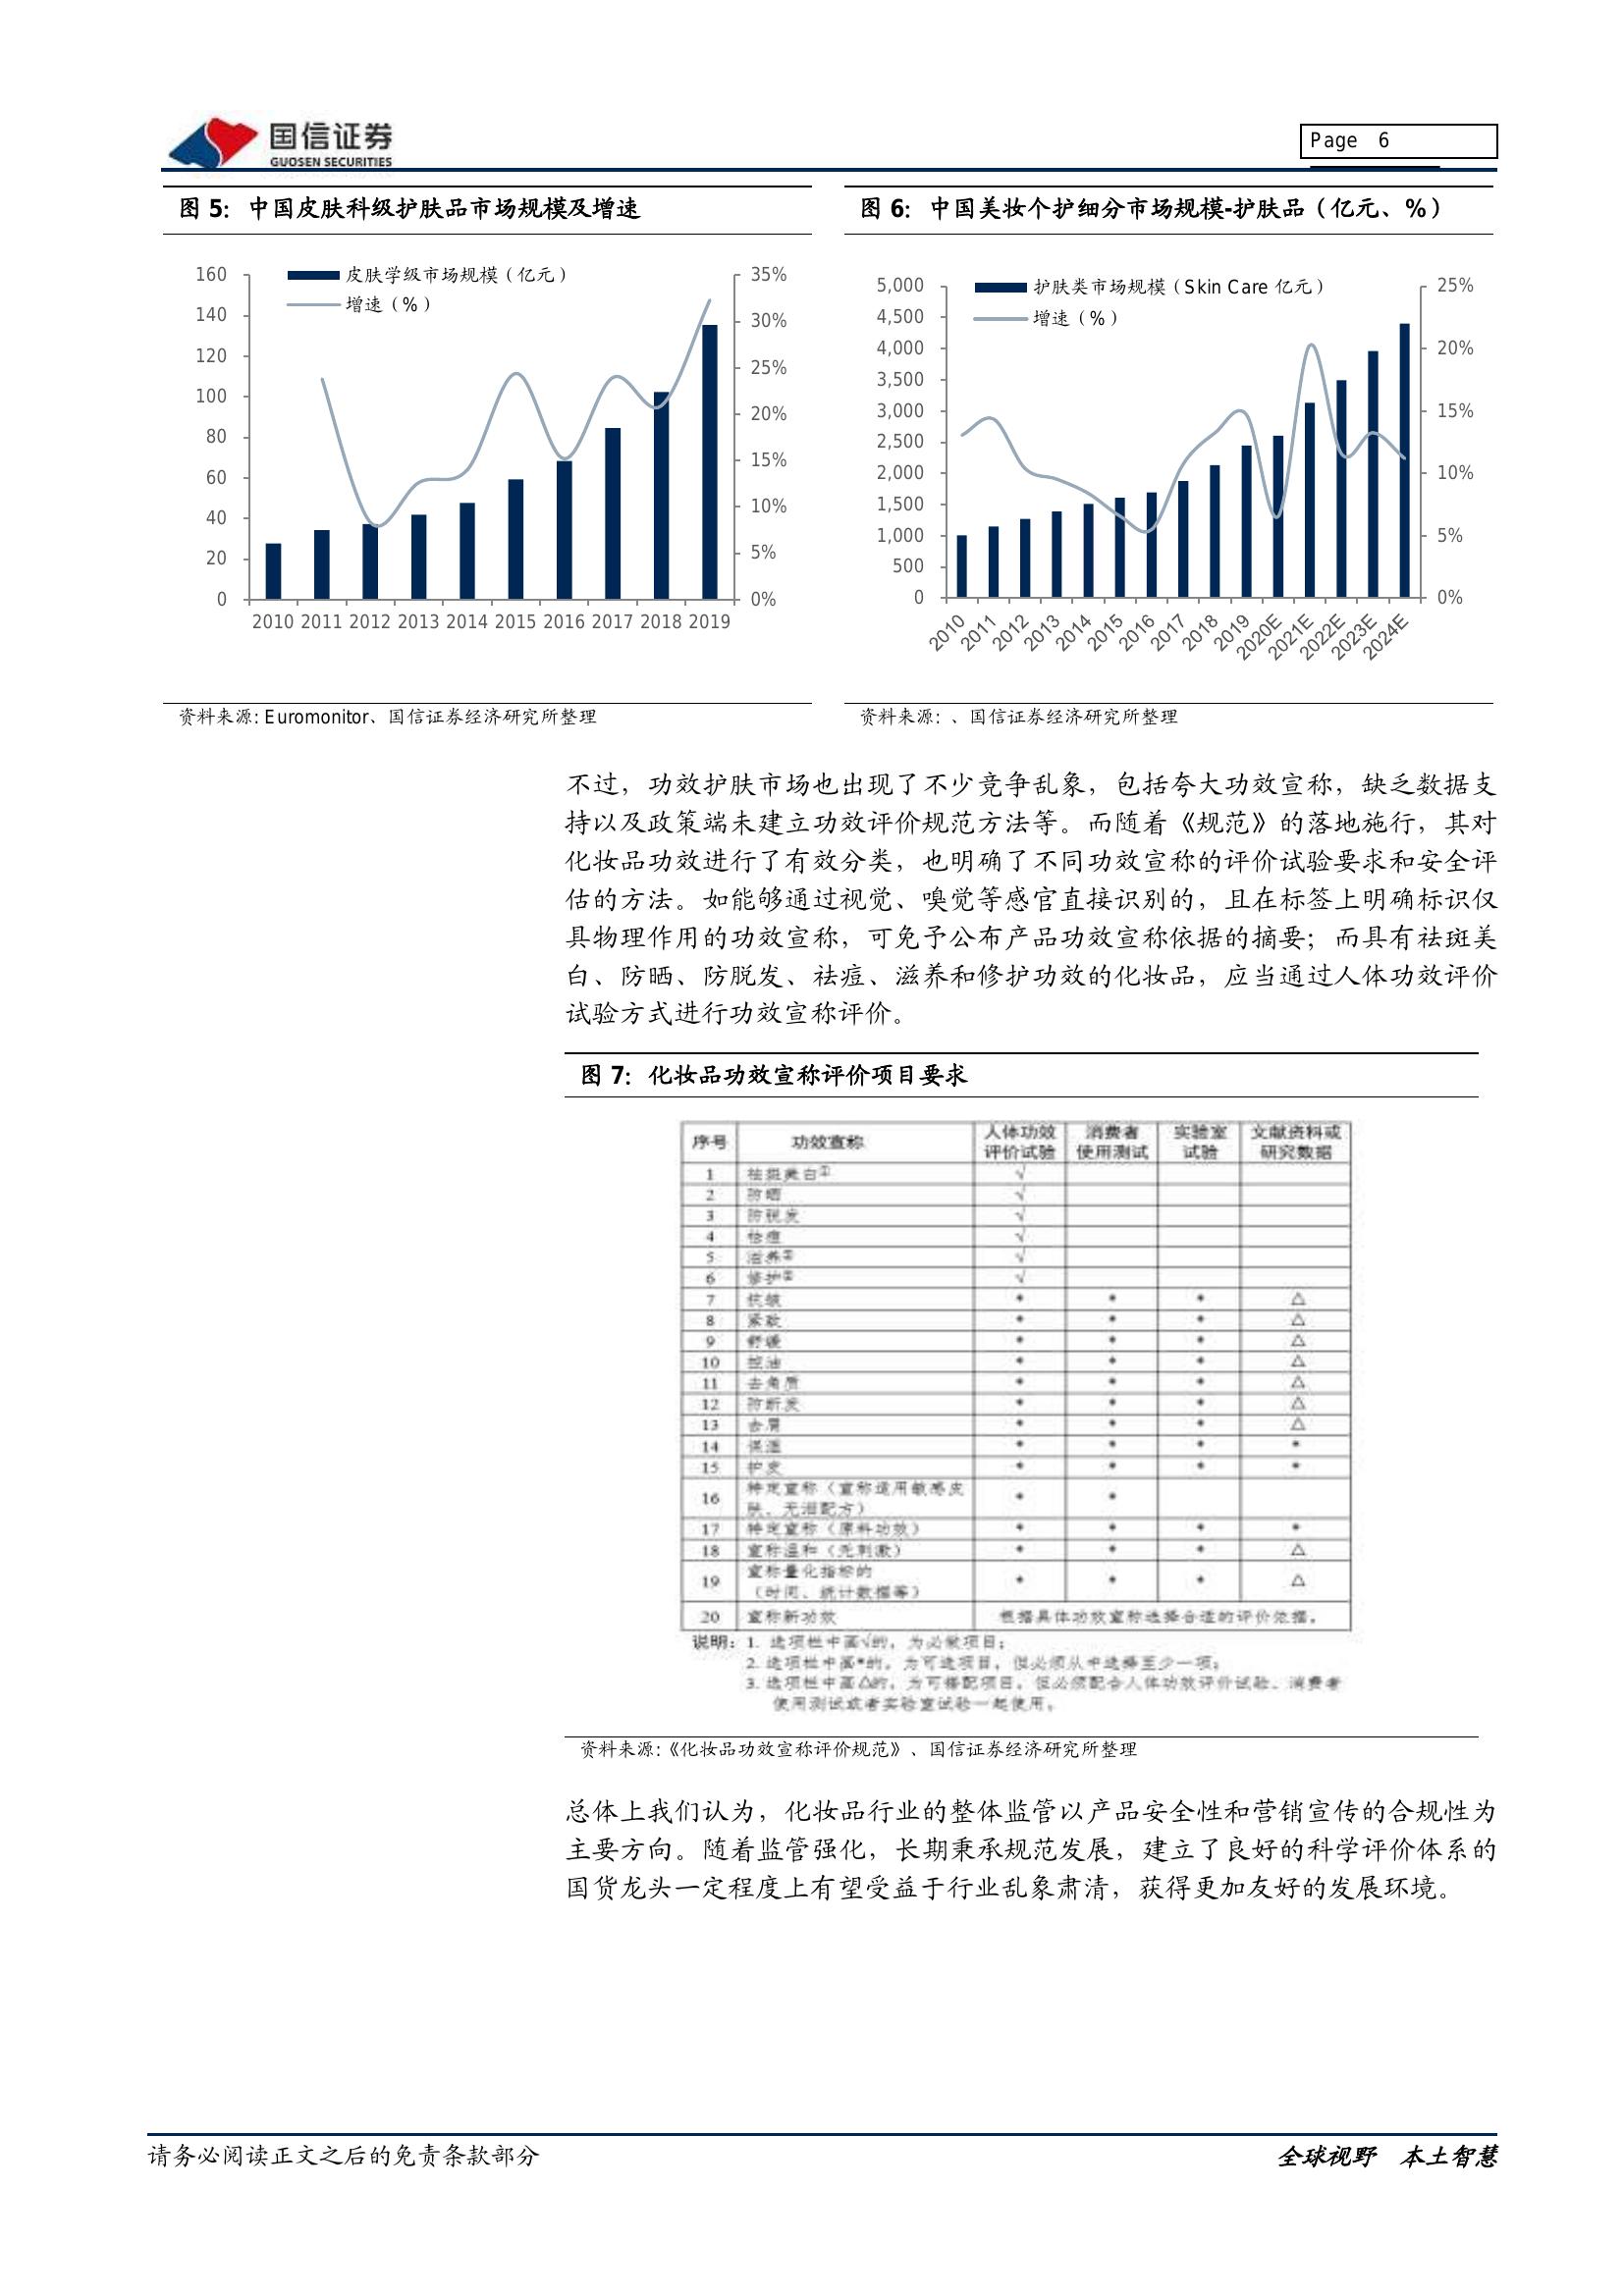 国信证券
GUOSEN SECURITIES
Page 6
图 5：中国皮肤科级护肤品市场规模及增速
160
140
120
100
80
60
40
20
0
皮肤学级市场规模（亿元）
增速（%）
35%
30%
25%
20%
15%
10%
5%
0%
2010 2011 2012 2013 2014 2015 2016 2017 2018 2019
资料来源: Euromonitor、国信证券经济研究所整理
图 6：中国美妆个护细分市场规模-护肤品（亿元、%）
5,000
4,500
4,000
3,500
3,000
2,500
2,000
1,500
1,000
500
0
护肤类市场规模（Skin Care 亿元）
增速（%）
25%
20%
15%
10%
5%
0%
2010 2011 2012 2013 2014 2015 2016 2017 2018 2019 2020E 2021E 2022E 2023E 2024E
资料来源: 、国信证券经济研究所整理
不过，功效护肤市场也出现了不少竞争乱象，包括夸大功效宣称，缺乏数据支
持以及政策端未建立功效评价规范方法等。而随着《规范》的落地施行，其对
化妆品功效进行了有效分类，也明确了不同功效宣称的评价试验要求和安全评
估的方法。如能够通过视觉、嗅觉等感官直接识别的，且在标签上明确标识仅
具物理作用的功效宣称，可免予公布产品功效宣称依据的摘要；而具有祛斑美
白、防晒、防脱发、祛痘、滋养和修护功效的化妆品，应当通过人体功效评价
试验方式进行功效宣称评价。
图 7：化妆品功效宣称评价项目要求
序号 功效宣称 人体功效评价试验 消费者使用测试 实验室试验 文献资料或研究数据
1 祛斑美白① √
2 防晒 √
3 防脱发 √
4 祛痘 √
5 滋养② √
6 修护② √
7 抗皱 * * * △
8 紧致 * * * △
9 舒缓 * * * △
10 控油 * * * △
11 去角质 * * * △
12 防断发 * * * △
13 去屑 * * * △
14 保湿 * * * *
15 护发 * * * *
16 特定宣称（宣称适用敏感皮肤、无泪配方） * *
17 特定宣称（原料功效） * * * *
18 宣称温和（无刺激） * * * △
19 宣称量化指标的（时间、统计数据等） * * * △
20 宣称新功效 根据具体功效宣称选择合适的评价依据。
说明：1. 选项栏中画√的，为必做项目；
2. 选项栏中画*的，为可选项目，但必须从中选择至少一项；
3. 选项栏中画△的，为可搭配项目，但必须配合人体功效评价试验、消费者
使用测试或者实验室试验一起使用。
资料来源:《化妆品功效宣称评价规范》、国信证券经济研究所整理
总体上我们认为，化妆品行业的整体监管以产品安全性和营销宣传的合规性为
主要方向。随着监管强化，长期秉承规范发展，建立了良好的科学评价体系的
国货龙头一定程度上有望受益于行业乱象肃清，获得更加友好的发展环境。
请务必阅读正文之后的免责条款部分
全球视野 本土智慧